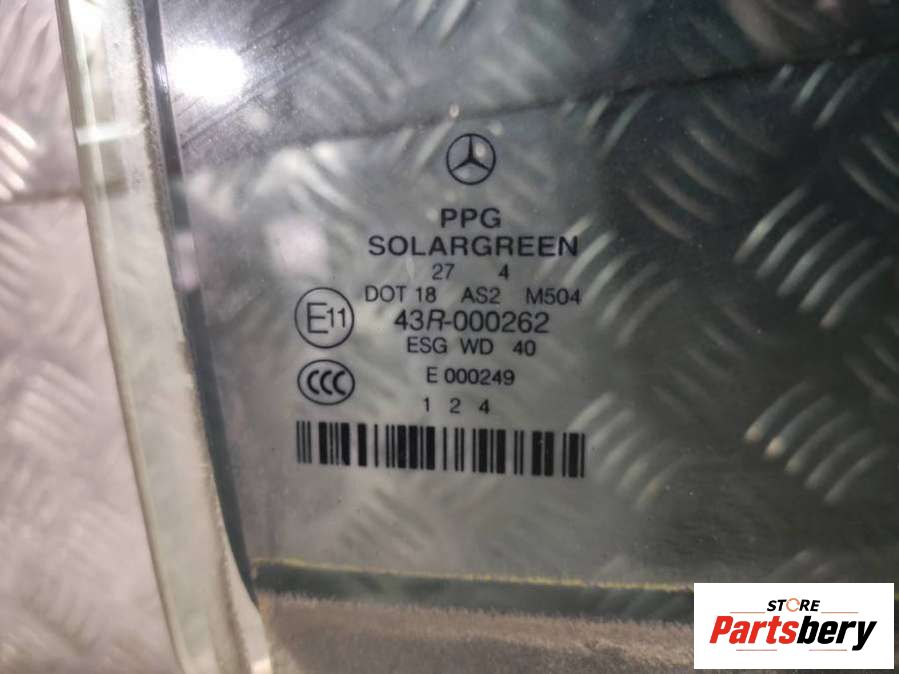 PPG
SOLARGREEN
27 4
DOT 18 AS2 M504
E11 43R-000262
ESG WD 40
CCC E 000249
1 2 4
STORE
Partsbery